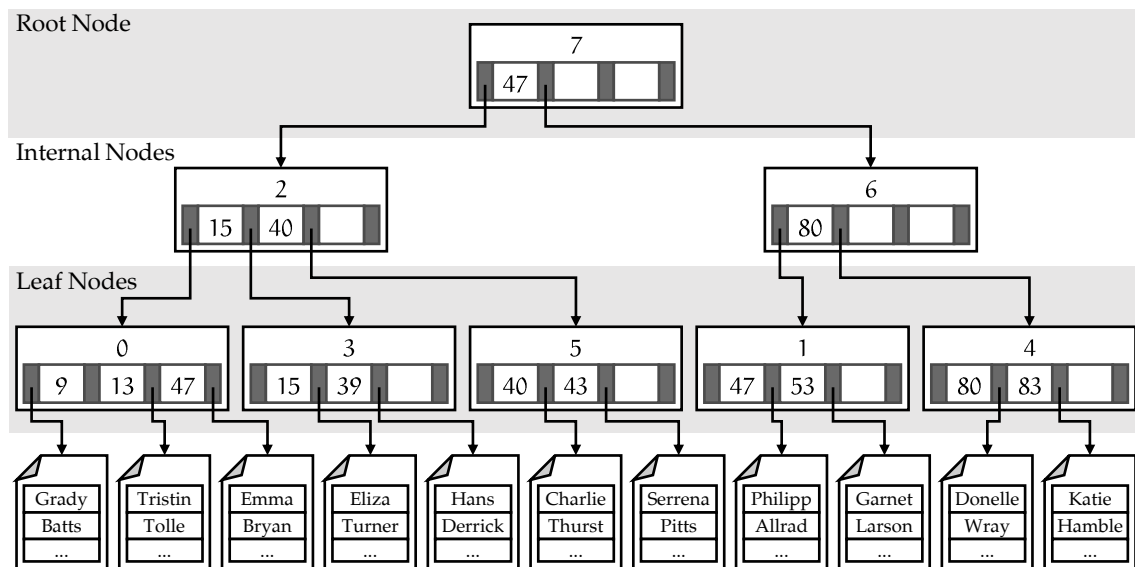 Root Node
7
47
Internal Nodes
2
15 40
6
80
Leaf Nodes
0
9 13 47
3
15 39
5
40 43
1
47 53
4
80 83
Grady
Batts
...
Tristin
Tolle
...
Emma
Bryan
...
Eliza
Turner
...
Hans
Derrick
...
Charlie
Thurst
...
Serrena
Pitts
...
Philipp
Allrad
...
Garnet
Larson
...
Donelle
Wray
...
Katie
Hamble
...